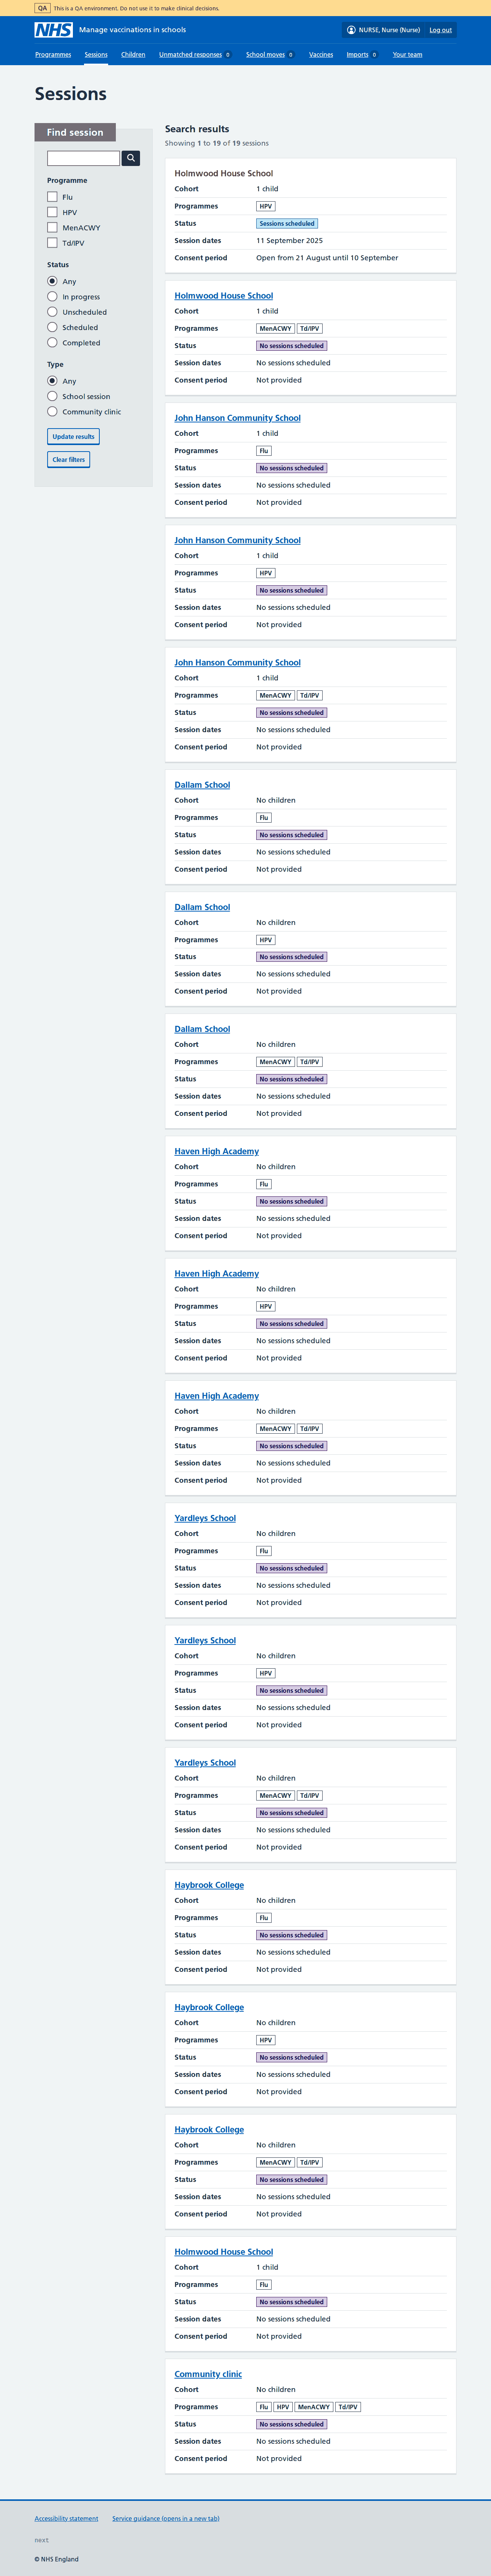 QA This is a QA environment. Do not use it to make clinical decisions.
NHS Manage vaccinations in schools NURSE, Nurse (Nurse) Log out
Programmes Sessions Children Unmatched responses 0 School moves 0 Vaccines Imports 0 Your team
Sessions
Find session
Programme
Flu
HPV
MenACWY
Td/IPV
Status
Any
In progress
Unscheduled
Scheduled
Completed
Type
Any
School session
Community clinic
Update results
Clear filters
Search results
Showing 1 to 19 of 19 sessions
Holmwood House School
Cohort 1 child
Programmes HPV
Status Sessions scheduled
Session dates 11 September 2025
Consent period Open from 21 August until 10 September
Holmwood House School
Cohort 1 child
Programmes MenACWY Td/IPV
Status No sessions scheduled
Session dates No sessions scheduled
Consent period Not provided
John Hanson Community School
Cohort 1 child
Programmes Flu
Status No sessions scheduled
Session dates No sessions scheduled
Consent period Not provided
John Hanson Community School
Cohort 1 child
Programmes HPV
Status No sessions scheduled
Session dates No sessions scheduled
Consent period Not provided
John Hanson Community School
Cohort 1 child
Programmes MenACWY Td/IPV
Status No sessions scheduled
Session dates No sessions scheduled
Consent period Not provided
Dallam School
Cohort No children
Programmes Flu
Status No sessions scheduled
Session dates No sessions scheduled
Consent period Not provided
Dallam School
Cohort No children
Programmes HPV
Status No sessions scheduled
Session dates No sessions scheduled
Consent period Not provided
Dallam School
Cohort No children
Programmes MenACWY Td/IPV
Status No sessions scheduled
Session dates No sessions scheduled
Consent period Not provided
Haven High Academy
Cohort No children
Programmes Flu
Status No sessions scheduled
Session dates No sessions scheduled
Consent period Not provided
Haven High Academy
Cohort No children
Programmes HPV
Status No sessions scheduled
Session dates No sessions scheduled
Consent period Not provided
Haven High Academy
Cohort No children
Programmes MenACWY Td/IPV
Status No sessions scheduled
Session dates No sessions scheduled
Consent period Not provided
Yardleys School
Cohort No children
Programmes Flu
Status No sessions scheduled
Session dates No sessions scheduled
Consent period Not provided
Yardleys School
Cohort No children
Programmes HPV
Status No sessions scheduled
Session dates No sessions scheduled
Consent period Not provided
Yardleys School
Cohort No children
Programmes MenACWY Td/IPV
Status No sessions scheduled
Session dates No sessions scheduled
Consent period Not provided
Haybrook College
Cohort No children
Programmes Flu
Status No sessions scheduled
Session dates No sessions scheduled
Consent period Not provided
Haybrook College
Cohort No children
Programmes HPV
Status No sessions scheduled
Session dates No sessions scheduled
Consent period Not provided
Haybrook College
Cohort No children
Programmes MenACWY Td/IPV
Status No sessions scheduled
Session dates No sessions scheduled
Consent period Not provided
Holmwood House School
Cohort 1 child
Programmes Flu
Status No sessions scheduled
Session dates No sessions scheduled
Consent period Not provided
Community clinic
Cohort No children
Programmes Flu HPV MenACWY Td/IPV
Status No sessions scheduled
Session dates No sessions scheduled
Consent period Not provided
Accessibility statement Service guidance (opens in a new tab)
next
© NHS England